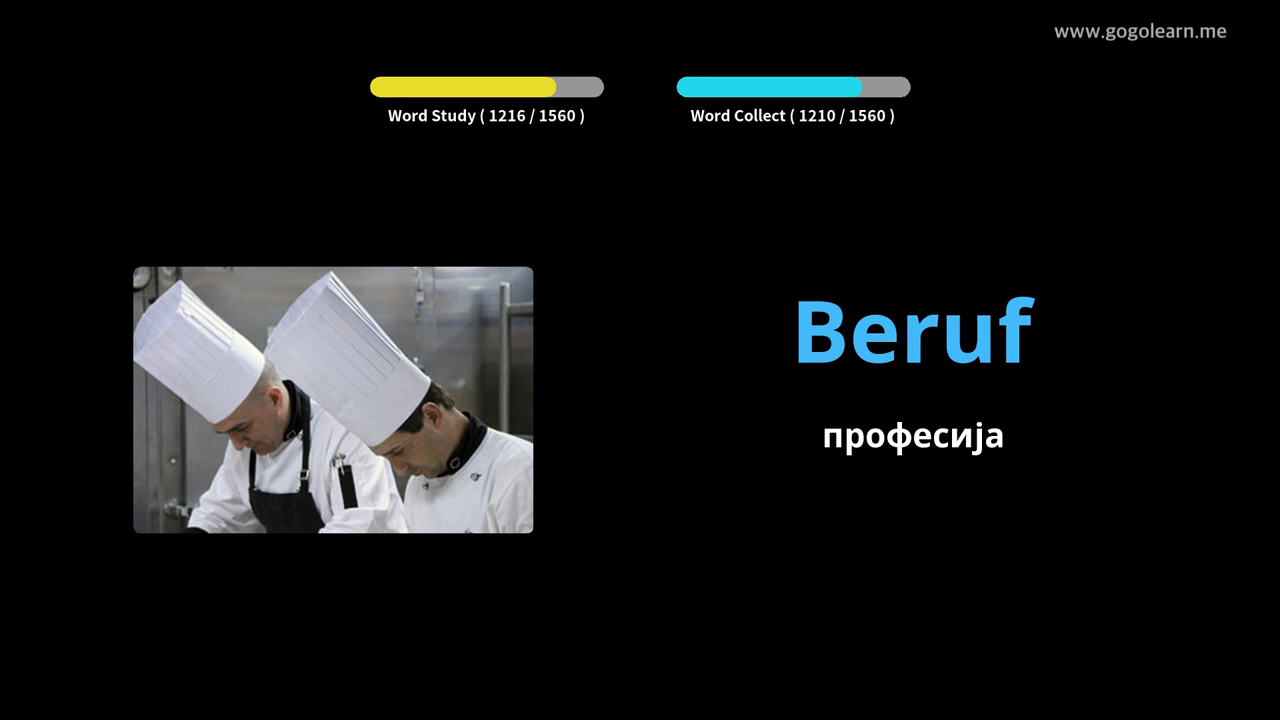 www.gogolearn.me
Word Study ( 1216 / 1560 )
Word Collect ( 1210 / 1560 )
Beruf
професија